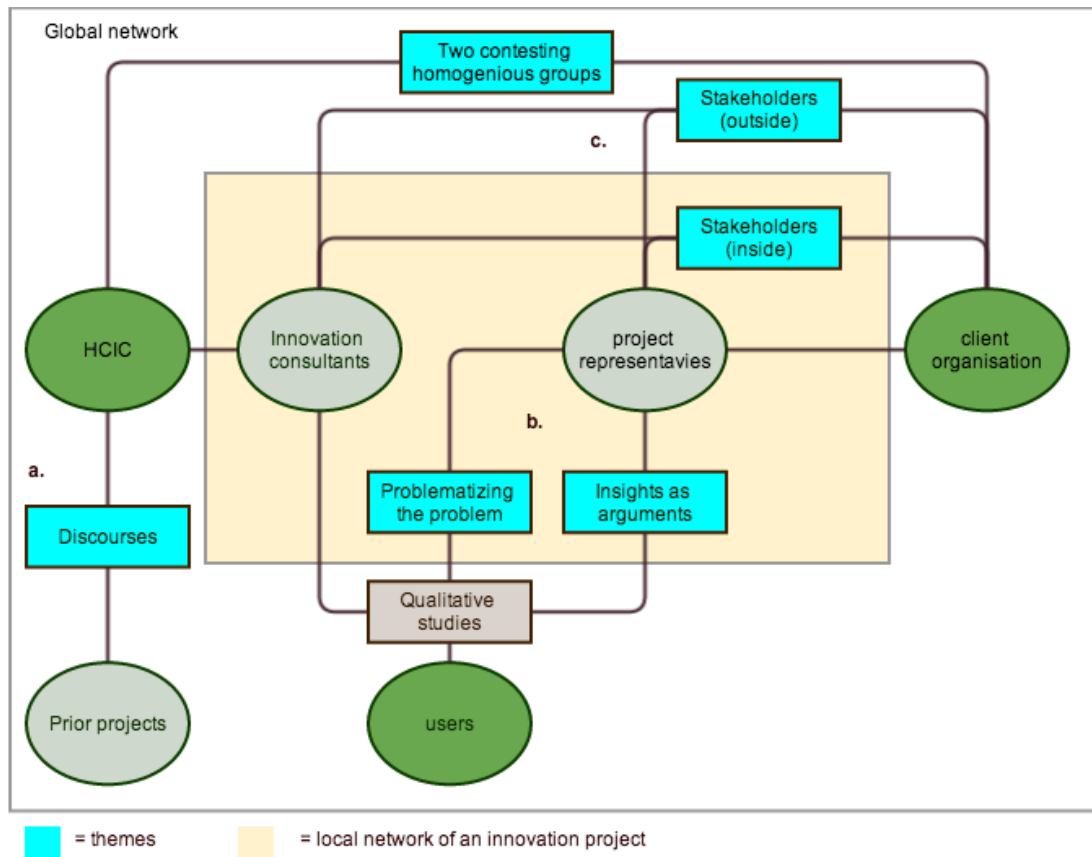 Global network
Two contesting
homogenious groups
Stakeholders
(outside)
c.
Stakeholders
(inside)
HCIC
Innovation
consultants
project
representavies
client
organisation
b.
a.
Problematizing
the problem
Insights as
arguments
Discourses
Qualitative
studies
Prior projects
users
= themes
= local network of an innovation project